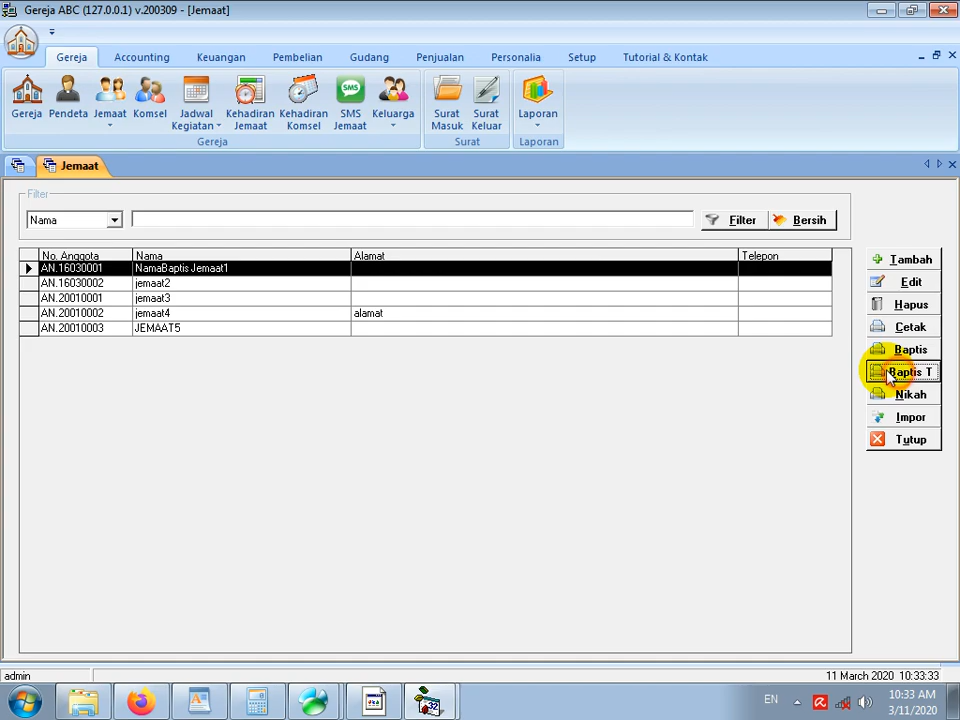 Gereja ABC (127.0.0.1) v.200309 - [Jemaat]
Gereja Accounting Keuangan Pembelian Gudang Penjualan Personalia Setup Tutorial & Kontak
Gereja Pendeta Jemaat Komsel Jadwal Kegiatan Kehadiran Jemaat Kehadiran Komsel SMS Jemaat Keluarga Surat Masuk Surat Keluar Laporan
SMS
Gereja Surat Laporan
Jemaat
Filter
Nama Filter Bersih
No. Anggota Nama Alamat Telepon
AN.16030001 NamaBaptis Jemaat1
AN.16030002 jemaat2
AN.20010001 jemaat3
AN.20010002 jemaat4 alamat
AN.20010003 JEMAAT5
Tambah
Edit
Hapus
Cetak
Baptis
Baptis T
Nikah
Impor
Tutup
admin 11 March 2020 10:33:33
32
EN 10:33 AM
3/11/2020